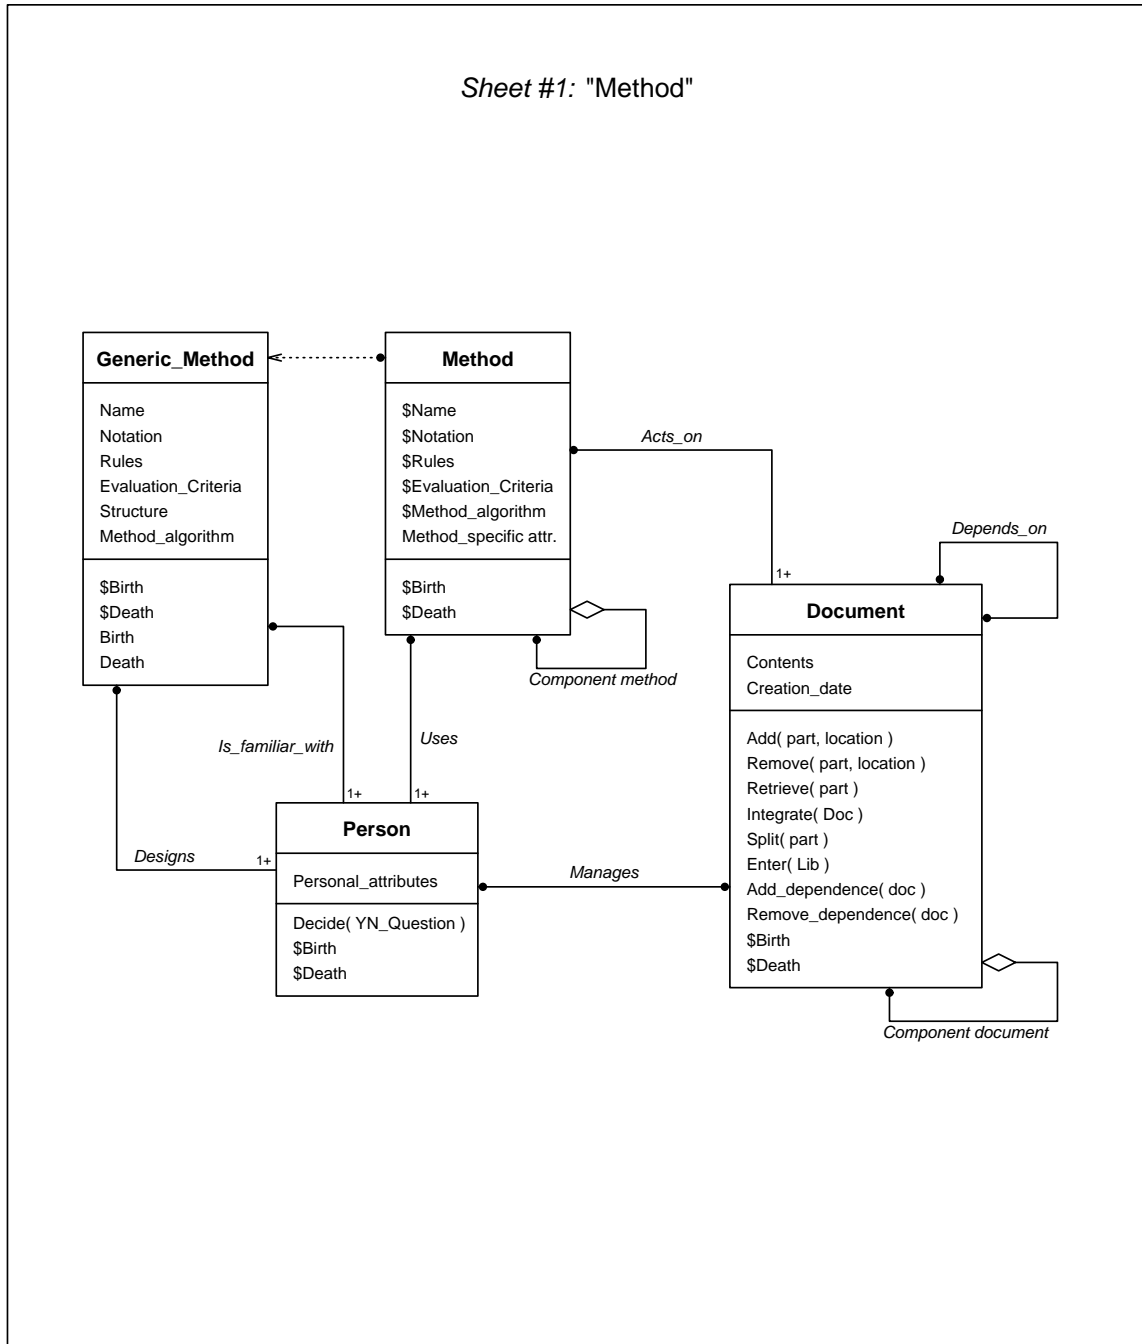 Sheet #1: "Method"
Generic_Method
Name
Notation
Rules
Evaluation_Criteria
Structure
Method_algorithm
$Birth
$Death
Birth
Death
Method
$Name
$Notation
$Rules
$Evaluation_Criteria
$Method_algorithm
Method_specific attr.
$Birth
$Death
Acts_on
1+
Depends_on
Component method
Document
Contents
Creation_date
Add( part, location )
Remove( part, location )
Retrieve( part )
Integrate( Doc )
Split( part )
Enter( Lib )
Add_dependence( doc )
Remove_dependence( doc )
$Birth
$Death
Component document
Is_familiar_with
1+
Uses
1+
Designs
1+
Person
Personal_attributes
Decide( YN_Question )
$Birth
$Death
Manages